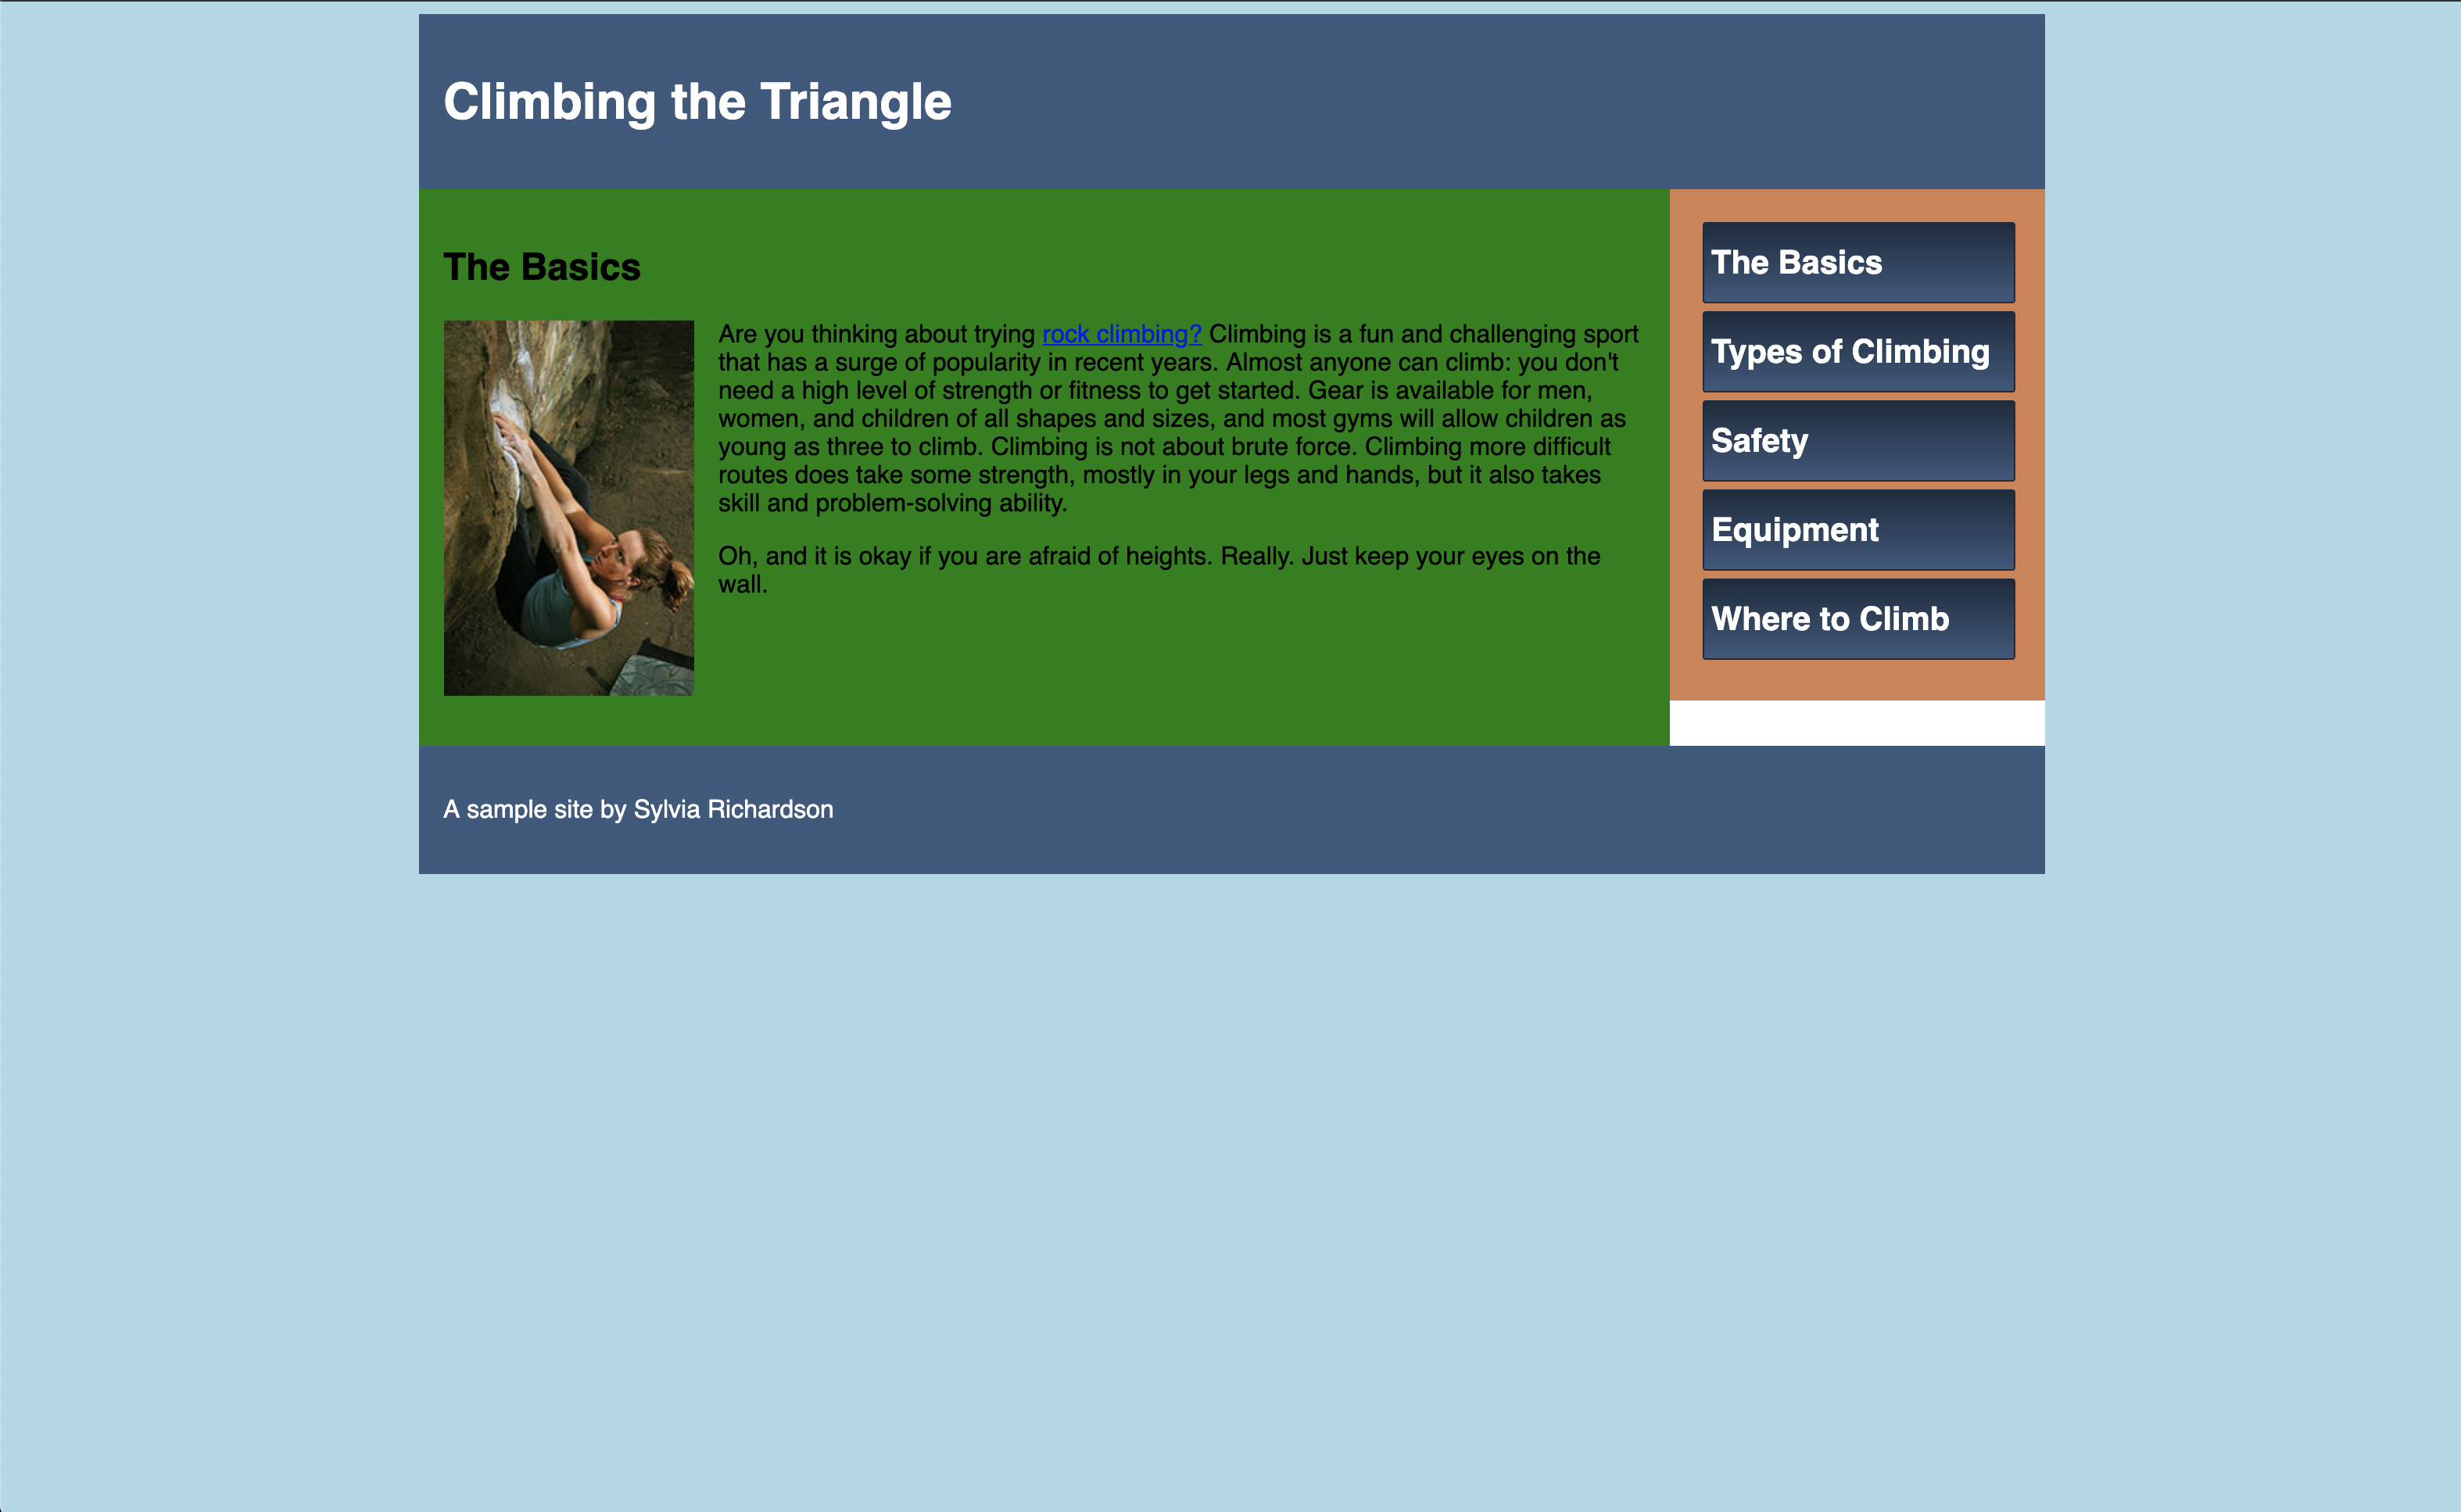 Climbing the Triangle
The Basics
Are you thinking about trying rock climbing? Climbing is a fun and challenging sport
that has a surge of popularity in recent years. Almost anyone can climb: you don't
need a high level of strength or fitness to get started. Gear is available for men,
women, and children of all shapes and sizes, and most gyms will allow children as
young as three to climb. Climbing is not about brute force. Climbing more difficult
routes does take some strength, mostly in your legs and hands, but it also takes
skill and problem-solving ability.
Oh, and it is okay if you are afraid of heights. Really. Just keep your eyes on the
wall.
The Basics
Types of Climbing
Safety
Equipment
Where to Climb
A sample site by Sylvia Richardson